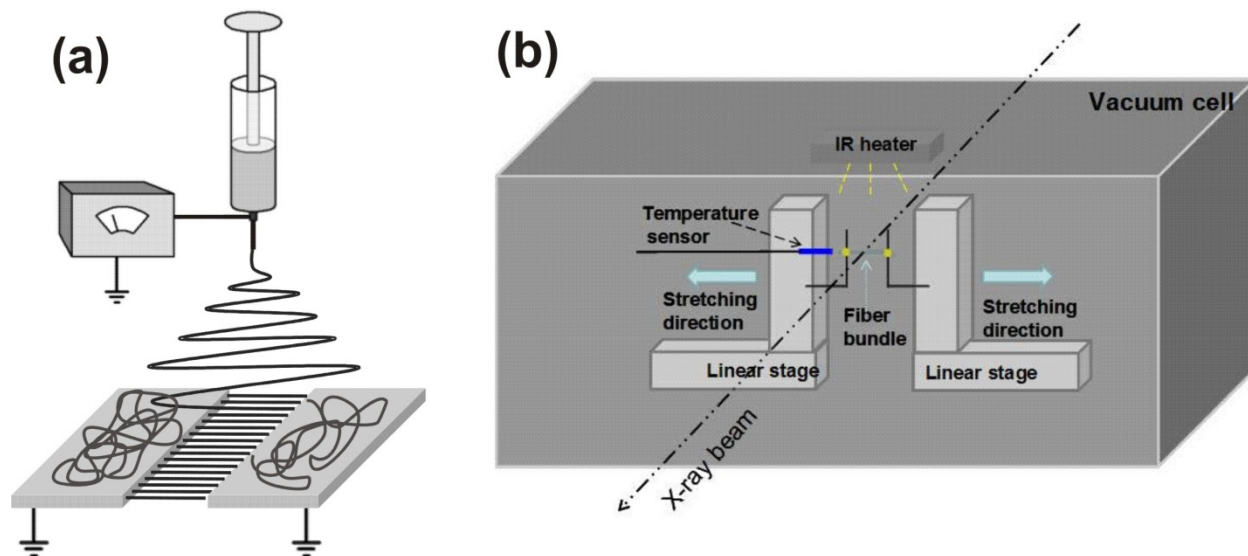 (a)
(b)
Vacuum cell
IR heater
Temperature
sensor
Stretching
direction
Fiber
bundle
Stretching
direction
Linear stage
Linear stage
X-ray beam